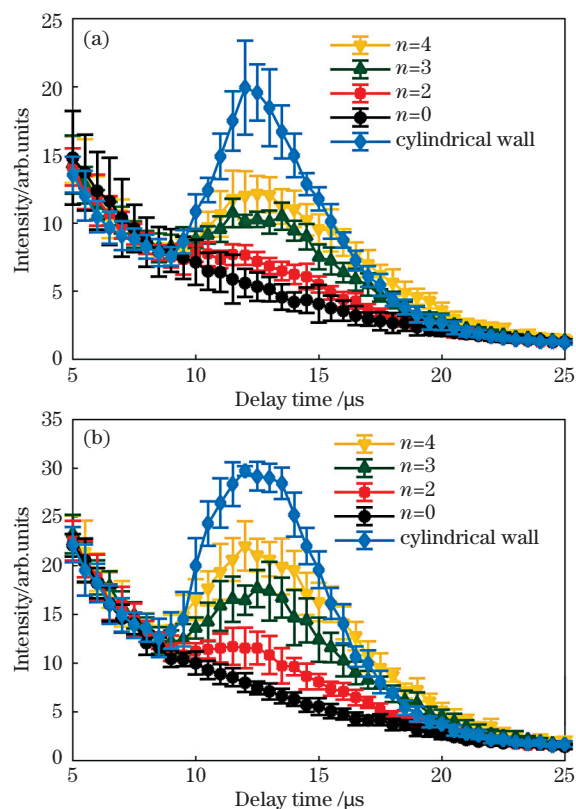 (a)
n=4
n=3
n=2
n=0
cylindrical wall
Intensity/arb.units
25
20
15
10
5
0
5 10 15 20 25
Delay time /μs
(b)
n=4
n=3
n=2
n=0
cylindrical wall
Intensity/arb.units
35
30
25
20
15
10
5
0
5 10 15 20 25
Delay time /μs